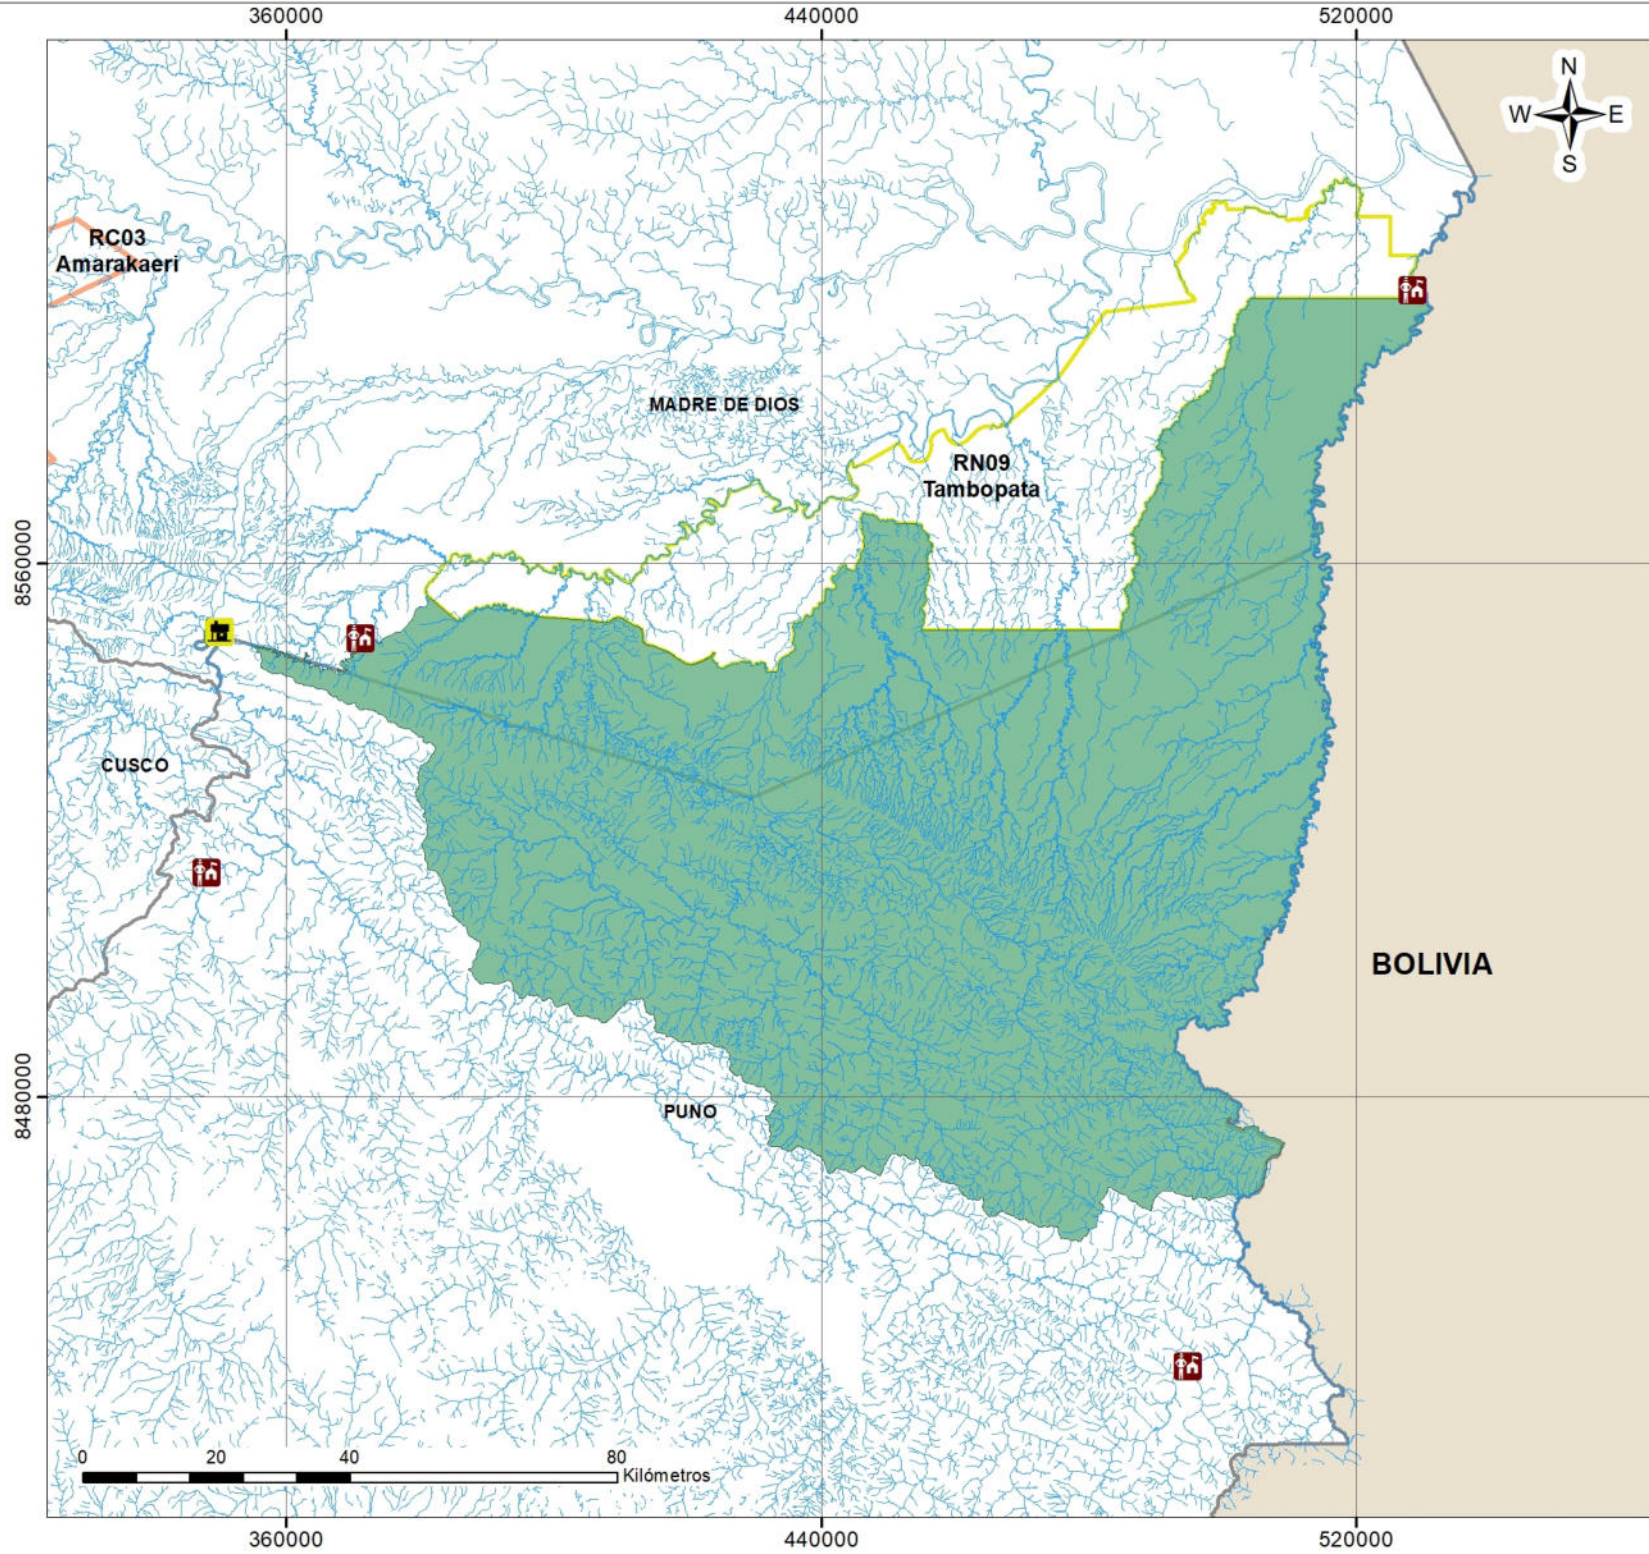 360000
440000
520000
N
W E
S
RC03
Amarakaeri
MADRE DE DIOS
RN09
Tambopata
8560000
CUSCO
BOLIVIA
8480000
PUNO
0 20 40 80
Kilómetros
360000
440000
520000